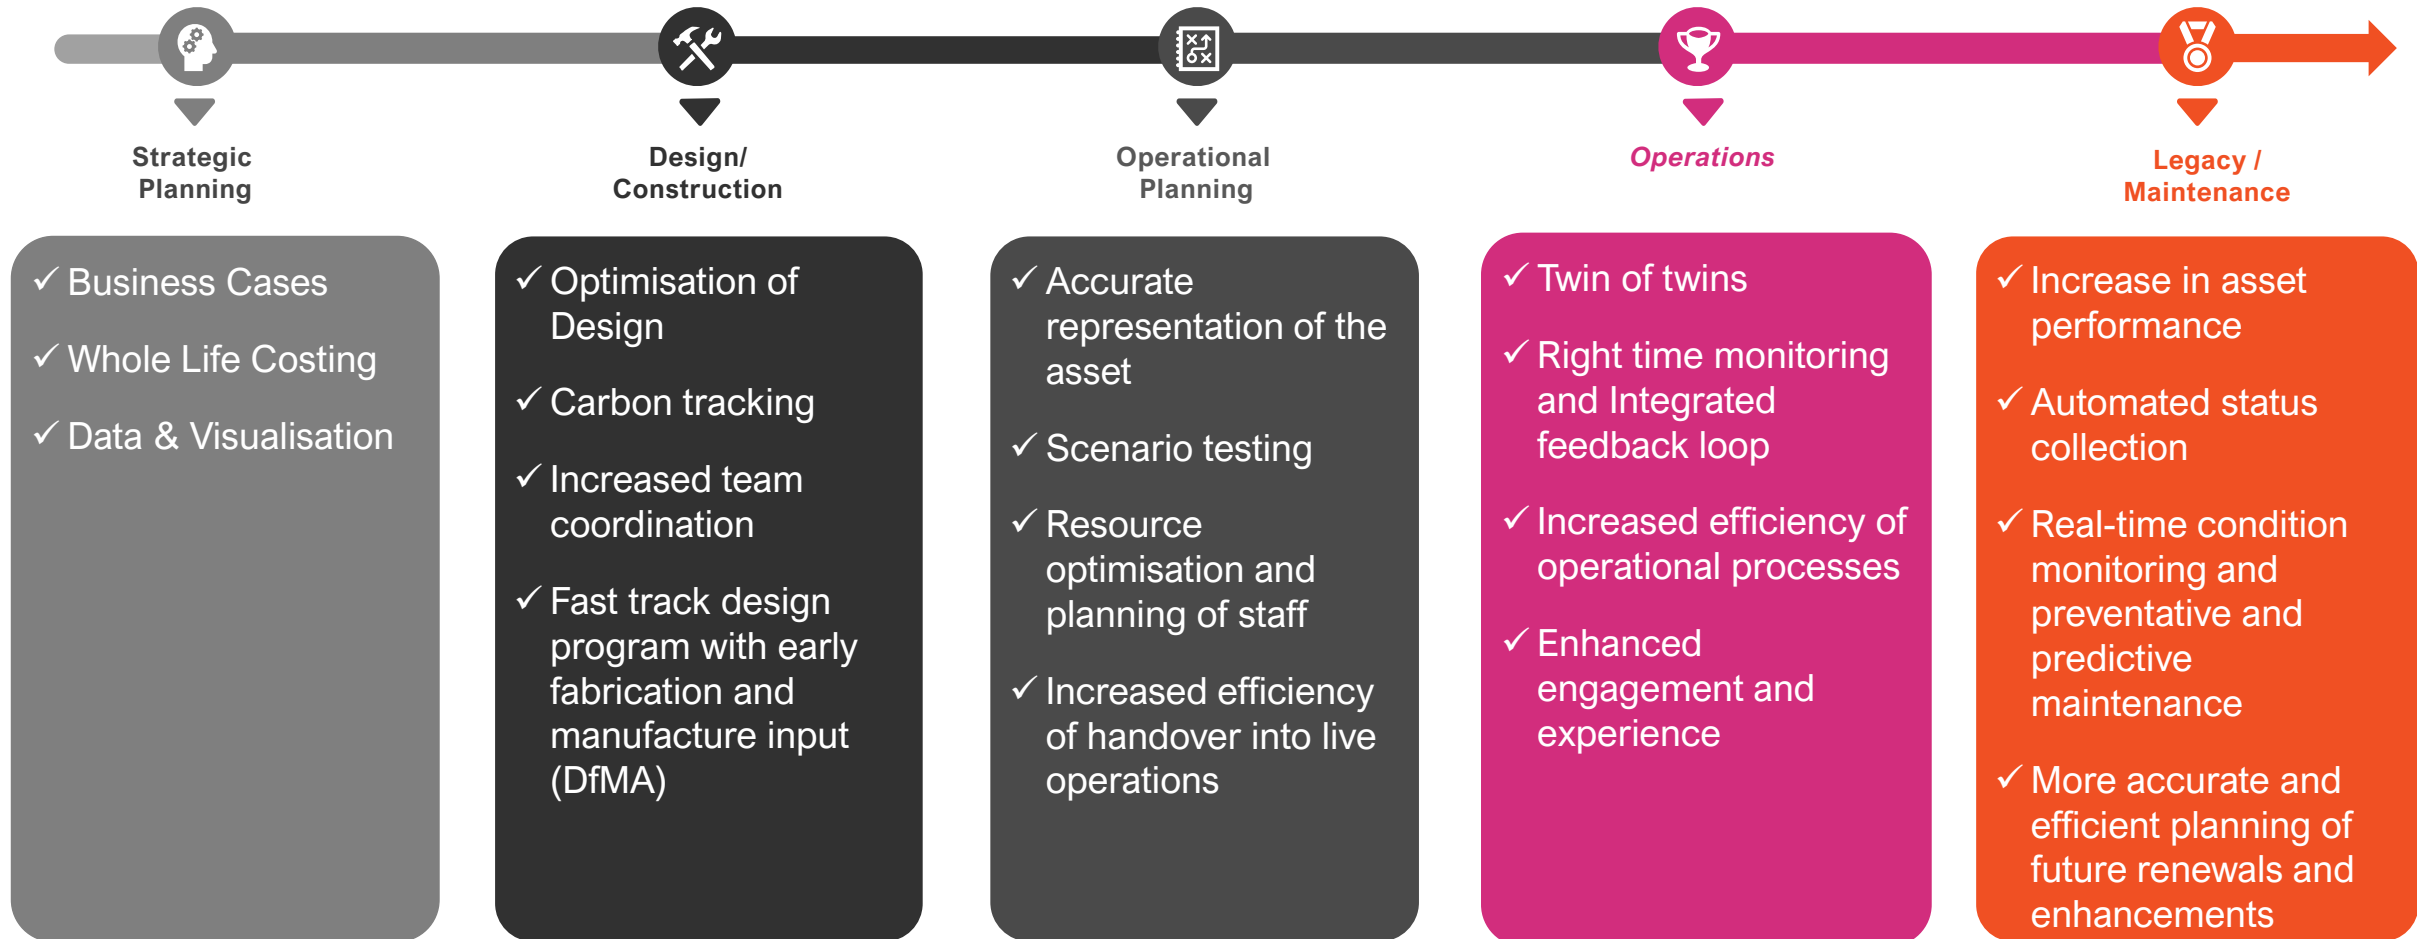 Strategic
Planning
Design/
Construction
Operational
Planning
Operations
Legacy /
Maintenance
✓ Business Cases
✓ Whole Life Costing
✓ Data & Visualisation
✓ Optimisation of
Design
✓ Carbon tracking
✓ Increased team
coordination
✓ Fast track design
program with early
fabrication and
manufacture input
(DfMA)
✓ Accurate
representation of the
asset
✓ Scenario testing
✓ Resource
optimisation and
planning of staff
✓ Increased efficiency
of handover into live
operations
✓ Twin of twins
✓ Right time monitoring
and Integrated
feedback loop
✓ Increased efficiency of
operational processes
✓ Enhanced
engagement and
experience
✓ Increase in asset
performance
✓ Automated status
collection
✓ Real-time condition
monitoring and
preventative and
predictive
maintenance
✓ More accurate and
efficient planning of
future renewals and
enhancements